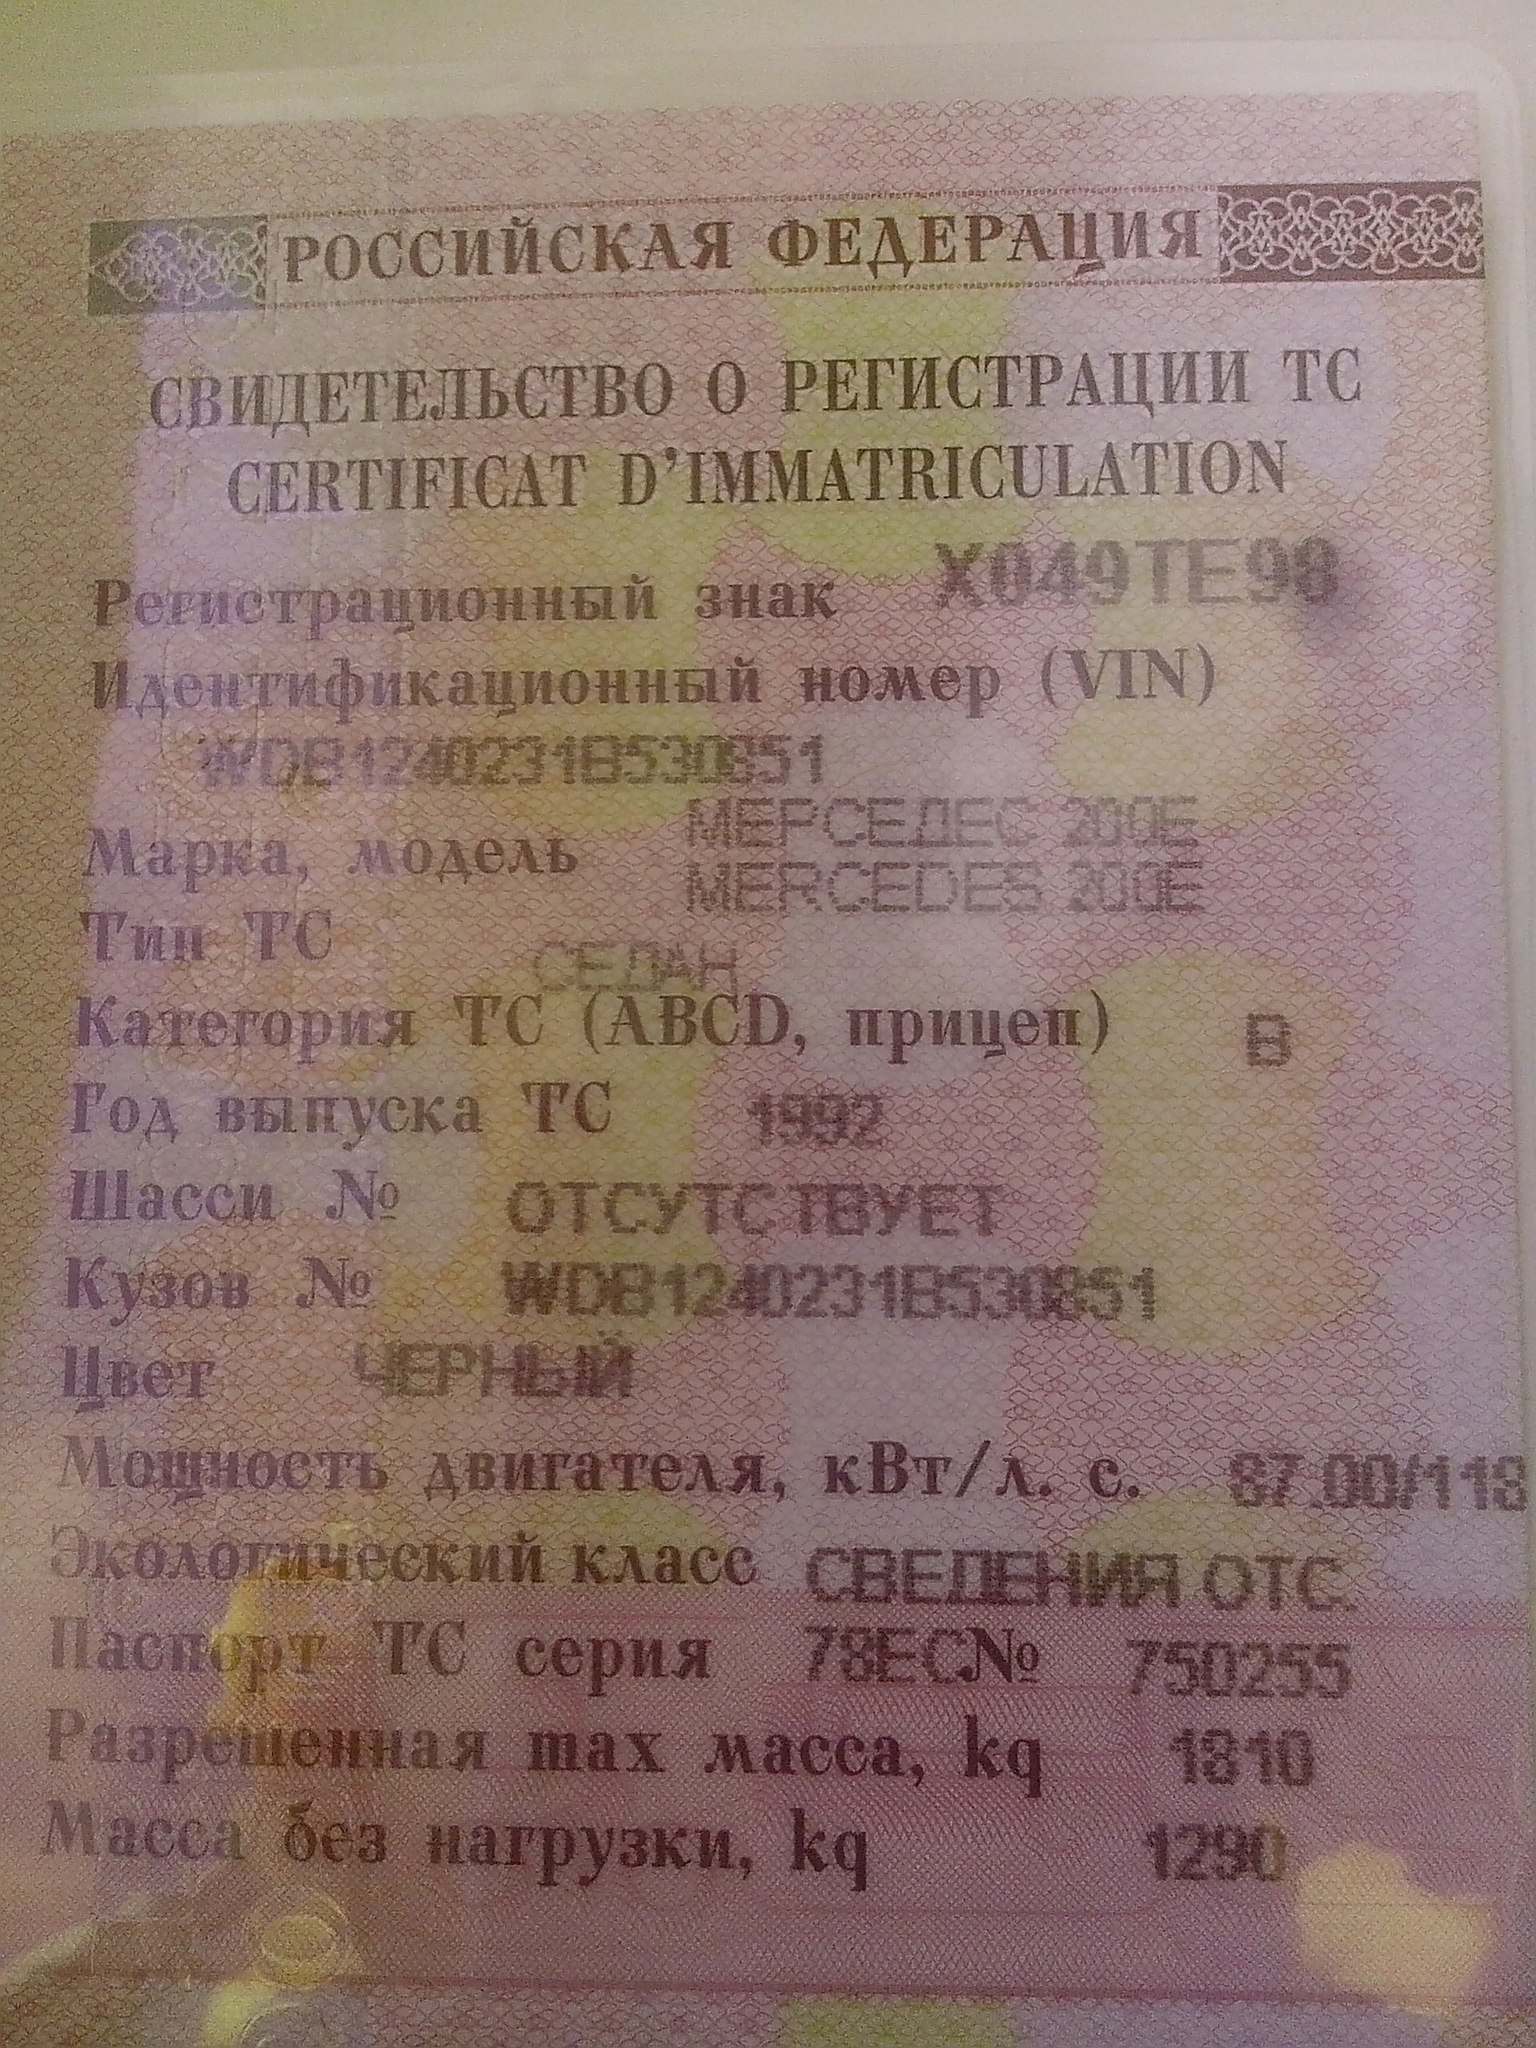 РОССИЙСКАЯ ФЕДЕРАЦИЯ
СВИДЕТЕЛЬСТВО О РЕГИСТРАЦИИ ТС
CERTIFICAT D'IMMATRICULATION
Регистрационный знак Х049ТЕ98
Идентификационный номер (VIN)
WDB1240231B530851
МЕРСЕДЕС 200Е
Марка, модель
MERCEDES 200E
Тип ТС СЕДАН
Категория ТС (ABCD, прицеп) B
Год выпуска ТС 1992
Шасси № ОТСУТСТВУЕТ
Кузов № WDB1240231B530851
Цвет ЧЕРНЫЙ
Мощность двигателя, кВт/л. с. 87.00/118
Экологический класс СВЕДЕНИЯ ОТС.
Паспорт ТС серия 78ЕС № 750255
Разрешенная max масса, kq 1810
Масса без нагрузки, kq 1290